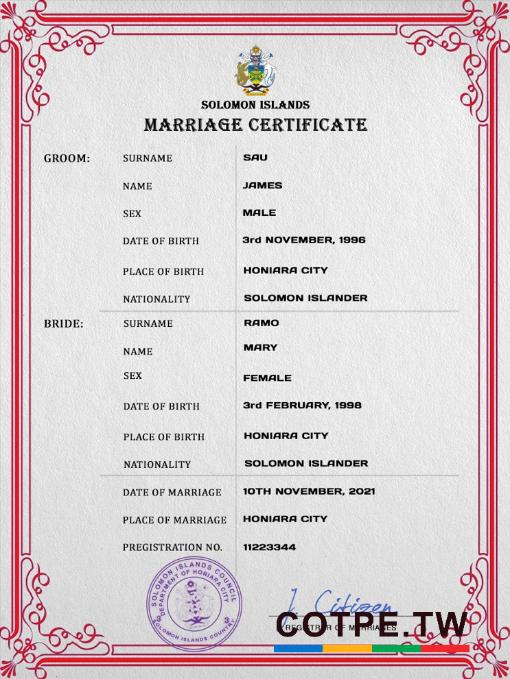 SOLOMON ISLANDS
MARRIAGE CERTIFICATE
GROOM: SURNAME SAU
NAME JAMES
SEX MALE
DATE OF BIRTH 3rd NOVEMBER, 1996
PLACE OF BIRTH HONIARA CITY
NATIONALITY SOLOMON ISLANDER
BRIDE: SURNAME RAMO
NAME MARY
SEX FEMALE
DATE OF BIRTH 3rd FEBRUARY, 1998
PLACE OF BIRTH HONIARA CITY
NATIONALITY SOLOMON ISLANDER
DATE OF MARRIAGE 10TH NOVEMBER, 2021
PLACE OF MARRIAGE HONIARA CITY
PREGISTRATION NO. 11223344
SOLOMON ISLANDS COUNCIL
DEPARTMENT OF HONIARA CITY
SOLOMON ISLANDS COUNTRY
J. Citizen
COTPE.TW
REGISTRAR OF MARRIAGES